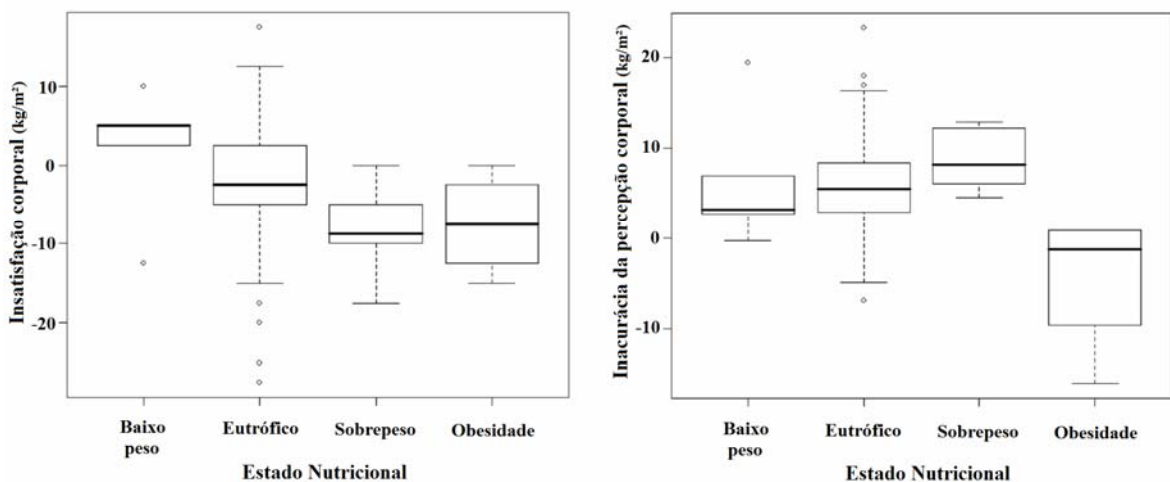 Insatisfação corporal (kg/m²)
10
0
-10
-20
Baixo
peso
Eutrófico
Sobrepeso
Obesidade
Estado Nutricional
Inacurácia da percepção corporal (kg/m²)
20
10
0
-10
Baixo
peso
Eutrófico
Sobrepeso
Obesidade
Estado Nutricional